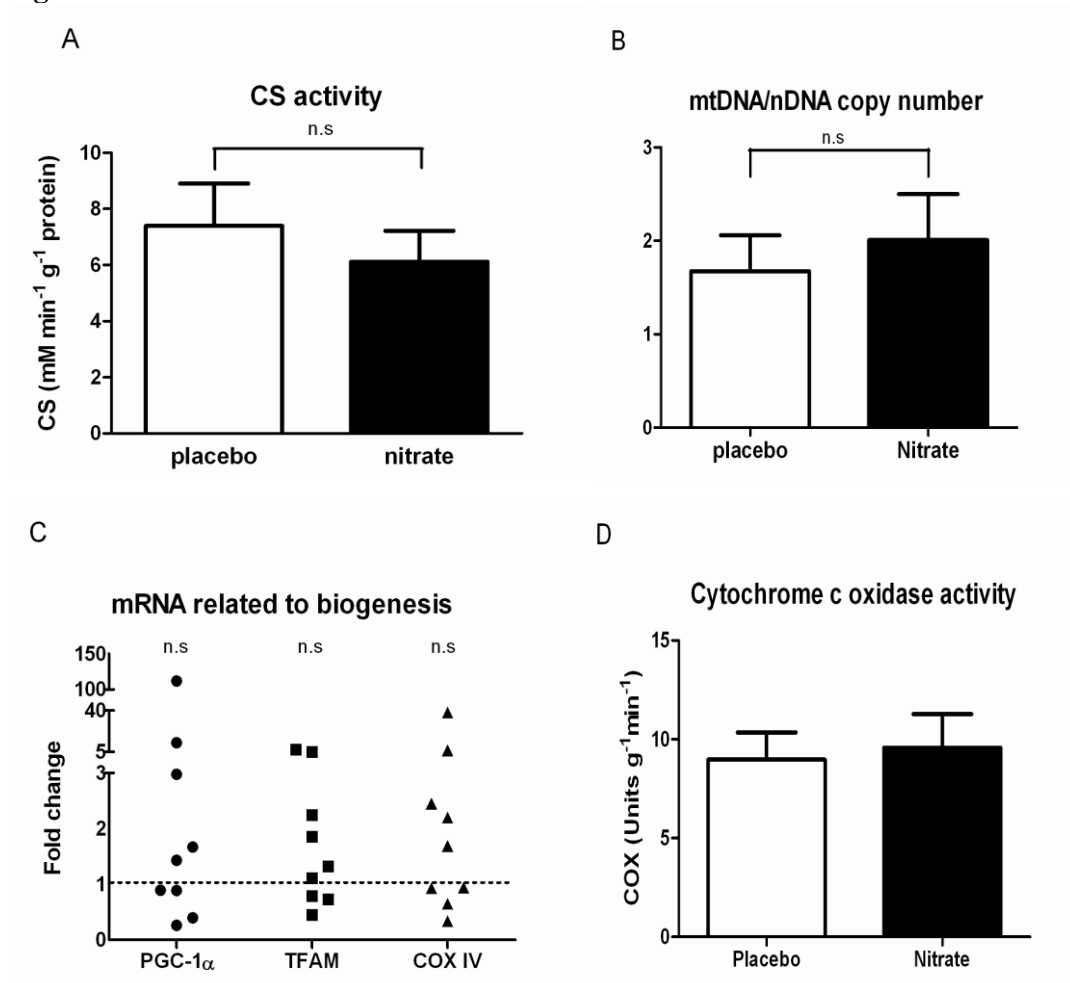 A
CS activity
n.s
CS (mM min⁻¹ g⁻¹ protein)
10
8
6
4
2
0
placebo
nitrate
B
mtDNA/nDNA copy number
n.s
3
2
1
0
placebo
Nitrate
C
mRNA related to biogenesis
n.s
n.s
n.s
Fold change
150
100
40
5
3
2
1
0
PGC-1α
TFAM
COX IV
D
Cytochrome c oxidase activity
COX (Units g⁻¹min⁻¹)
15
10
5
0
Placebo
Nitrate